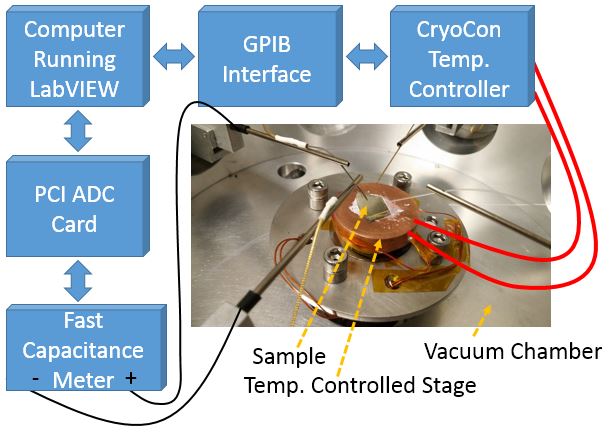 Computer
Running
LabVIEW
GPIB
Interface
CryoCon
Temp.
Controller
PCI ADC
Card
Fast
Capacitance
- Meter +
Sample
Temp. Controlled Stage
Vacuum Chamber